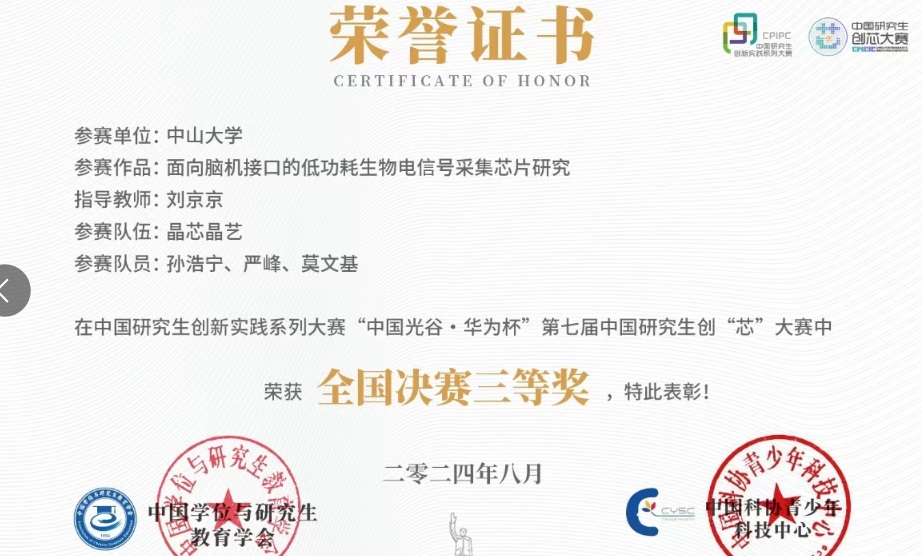 荣誉证书
CERTIFICATE OF HONOR
CPIPC
中国研究生
创新实践系列大赛
中国研究生
创芯大赛
参赛单位：中山大学
参赛作品：面向脑机接口的低功耗生物电信号采集芯片研究
指导教师：刘京京
参赛队伍：晶芯晶艺
参赛队员：孙浩宁、严峰、莫文基
在中国研究生创新实践系列大赛“中国光谷·华为杯”第七届中国研究生创“芯”大赛中
荣获 全国决赛三等奖，特此表彰！
二零二四年八月
中国学位与研究生教育学会
中国学位与研究生
教育学会
CYSC
中国科协青少年科技中心
中国科协青少年
科技中心